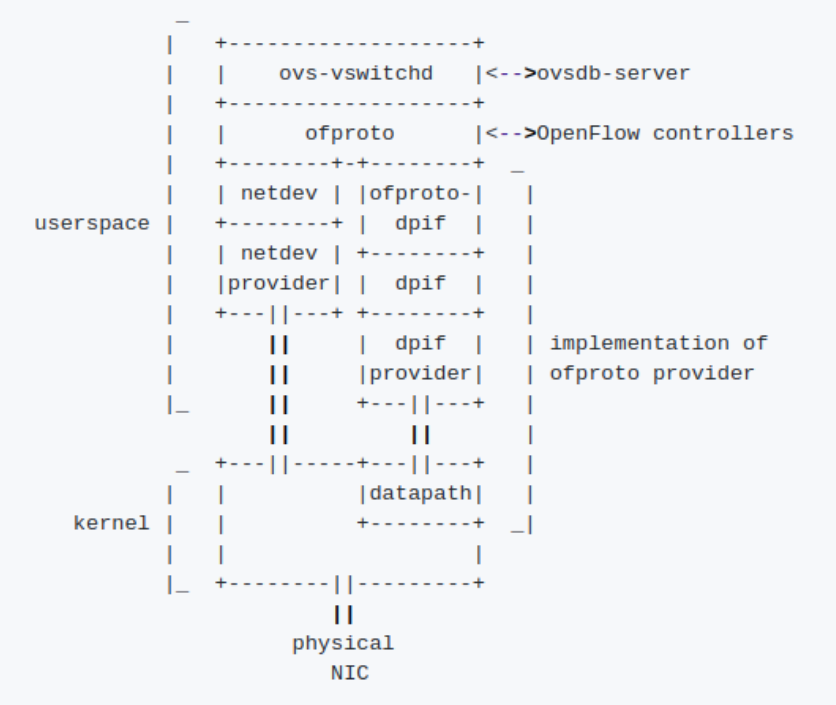 _
           |   +-------------------+
           |   |    ovs-vswitchd   |<-->ovsdb-server
           |   +-------------------+
           |   |      ofproto      |<-->OpenFlow controllers
           |   +--------+-+--------+  _
           |   | netdev | |ofproto-|   |
 userspace |   +--------+ |  dpif  |   |
           |   | netdev | +--------+   |
           |   |provider| |  dpif  |   |
           |   +---||---+ +--------+   |
           |       ||     |  dpif  |   | implementation of
           |       ||     |provider|   | ofproto provider
           |_      ||     +---||---+   |
                   ||         ||       |
            _  +---||-----+---||---+   |
           |   |          |datapath|   |
    kernel |   |          +--------+  _|
           |   |                   |
           |_  +--------||---------+
                        ||
                     physical
                        NIC